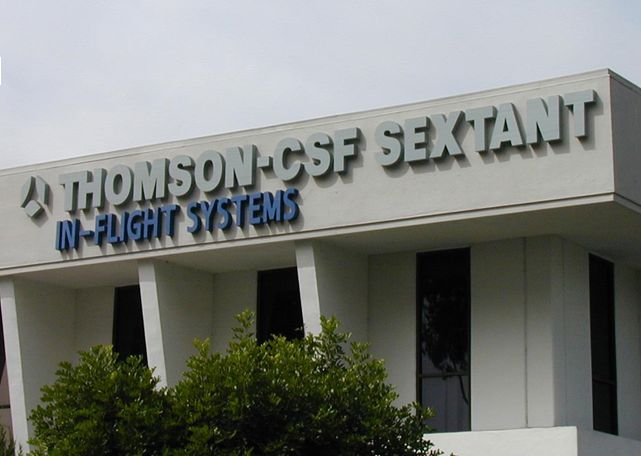 THOMSON-CSF SEXTANT
IN-FLIGHT SYSTEMS